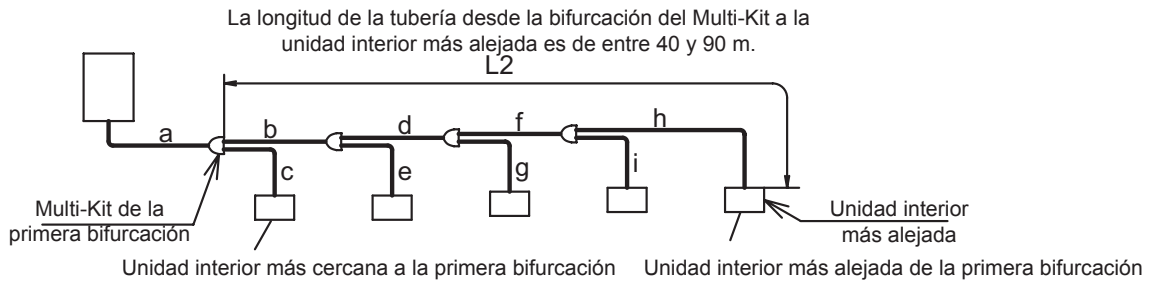 La longitud de la tubería desde la bifurcación del Multi-Kit a la
unidad interior más alejada es de entre 40 y 90 m.
L2
a
b
d
f
h
c
e
g
i
Multi-Kit de la
primera bifurcación
Unidad interior
más alejada
Unidad interior más cercana a la primera bifurcación
Unidad interior más alejada de la primera bifurcación